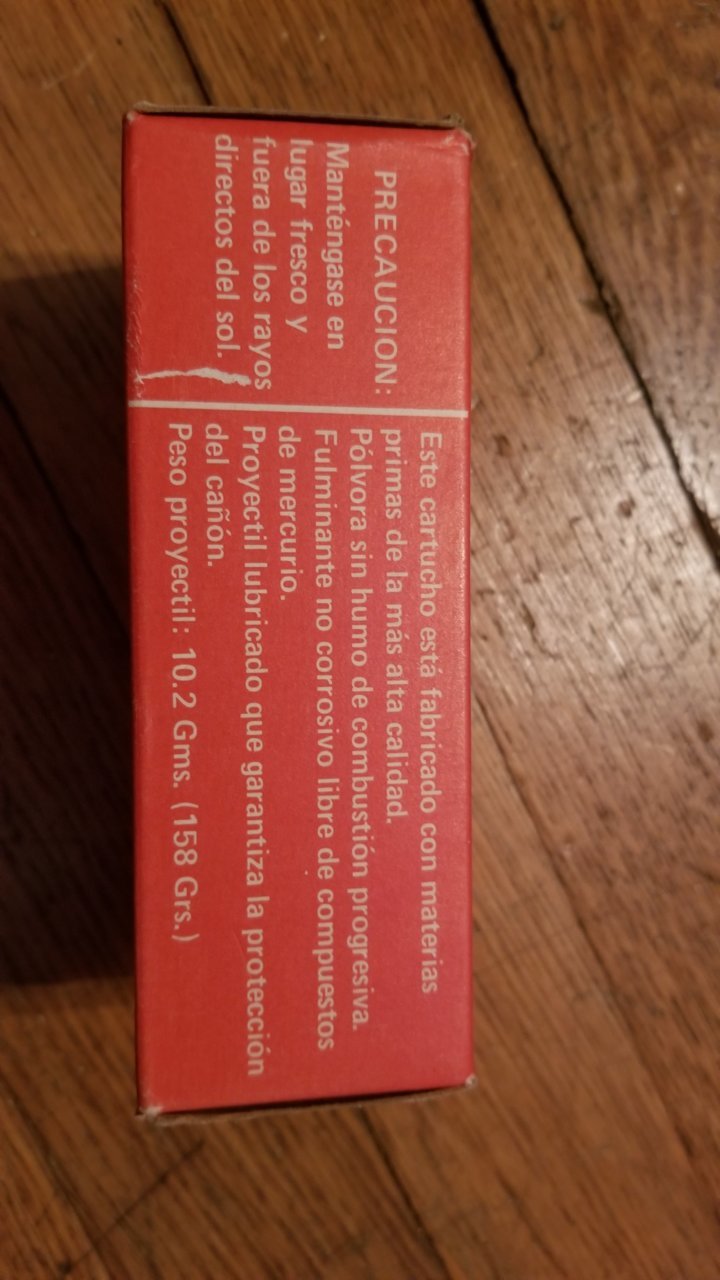 PRECAUCION:
Manténgase en
lugar fresco y
fuera de los rayos
directos del sol.
Este cartucho está fabricado con materias
primas de la más alta calidad.
Pólvora sin humo de combustión progresiva.
Fulminante no corrosivo libre de compuestos
de mercurio.
Proyectil lubricado que garantiza la protección
del cañón.
Peso proyectil: 10.2 Gms. (158 Grs.)